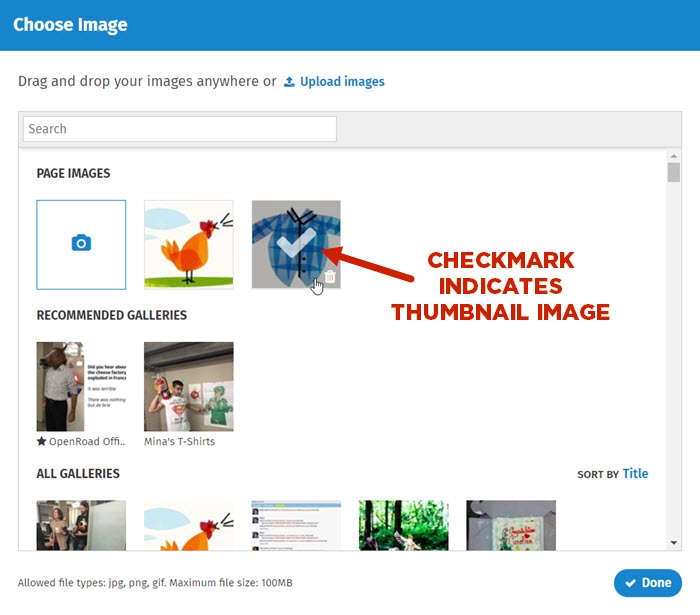 Choose Image
Drag and drop your images anywhere or Upload images
Search
PAGE IMAGES
CHECKMARK
INDICATES
THUMBNAIL IMAGE
RECOMMENDED GALLERIES
Did you hear abou
the cheese factory
exploded in Franc
It was terrible
There was nothing
but de brie
OpenRoad Offi..
Mina's T-Shirts
ALL GALLERIES
SORT BY Title
Allowed file types: jpg, png, gif. Maximum file size: 100MB
Done